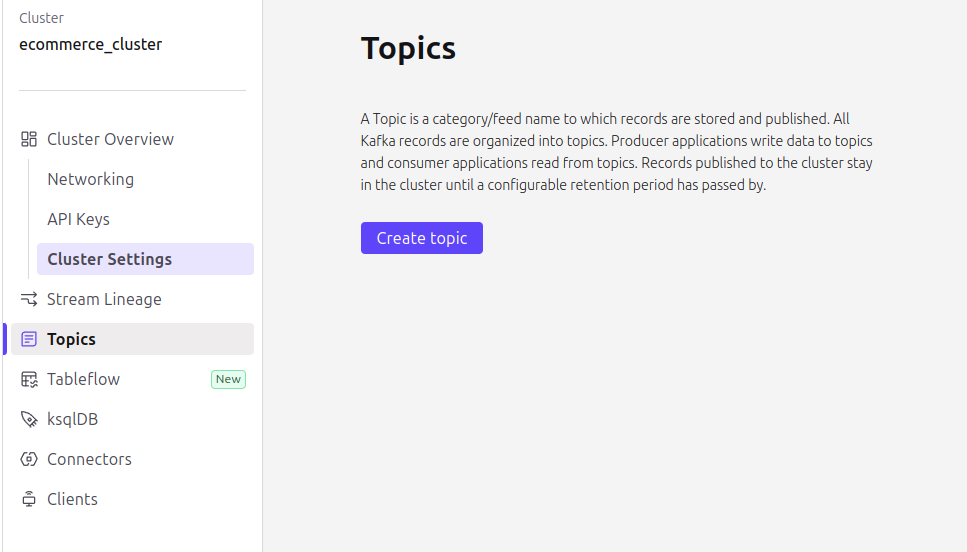 Cluster
ecommerce_cluster
Cluster Overview
Networking
API Keys
Cluster Settings
Stream Lineage
Topics
Tableflow New
ksqlDB
Connectors
Clients
Topics
A Topic is a category/feed name to which records are stored and published. All
Kafka records are organized into topics. Producer applications write data to topics
and consumer applications read from topics. Records published to the cluster stay
in the cluster until a configurable retention period has passed by.
Create topic